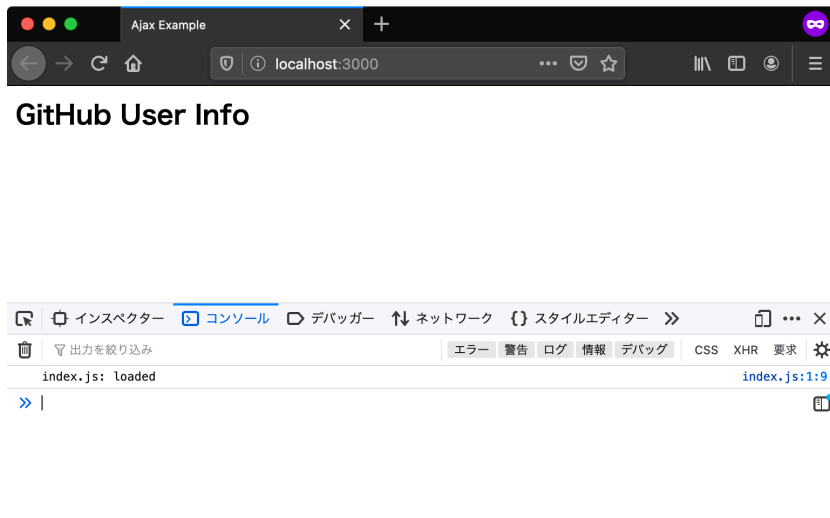 Ajax Example
localhost:3000
GitHub User Info
インスペクター コンソール デバッガー ネットワーク スタイルエディター
出力を絞り込み エラー 警告 ログ 情報 デバッグ CSS XHR 要求
index.js: loaded index.js:1:9